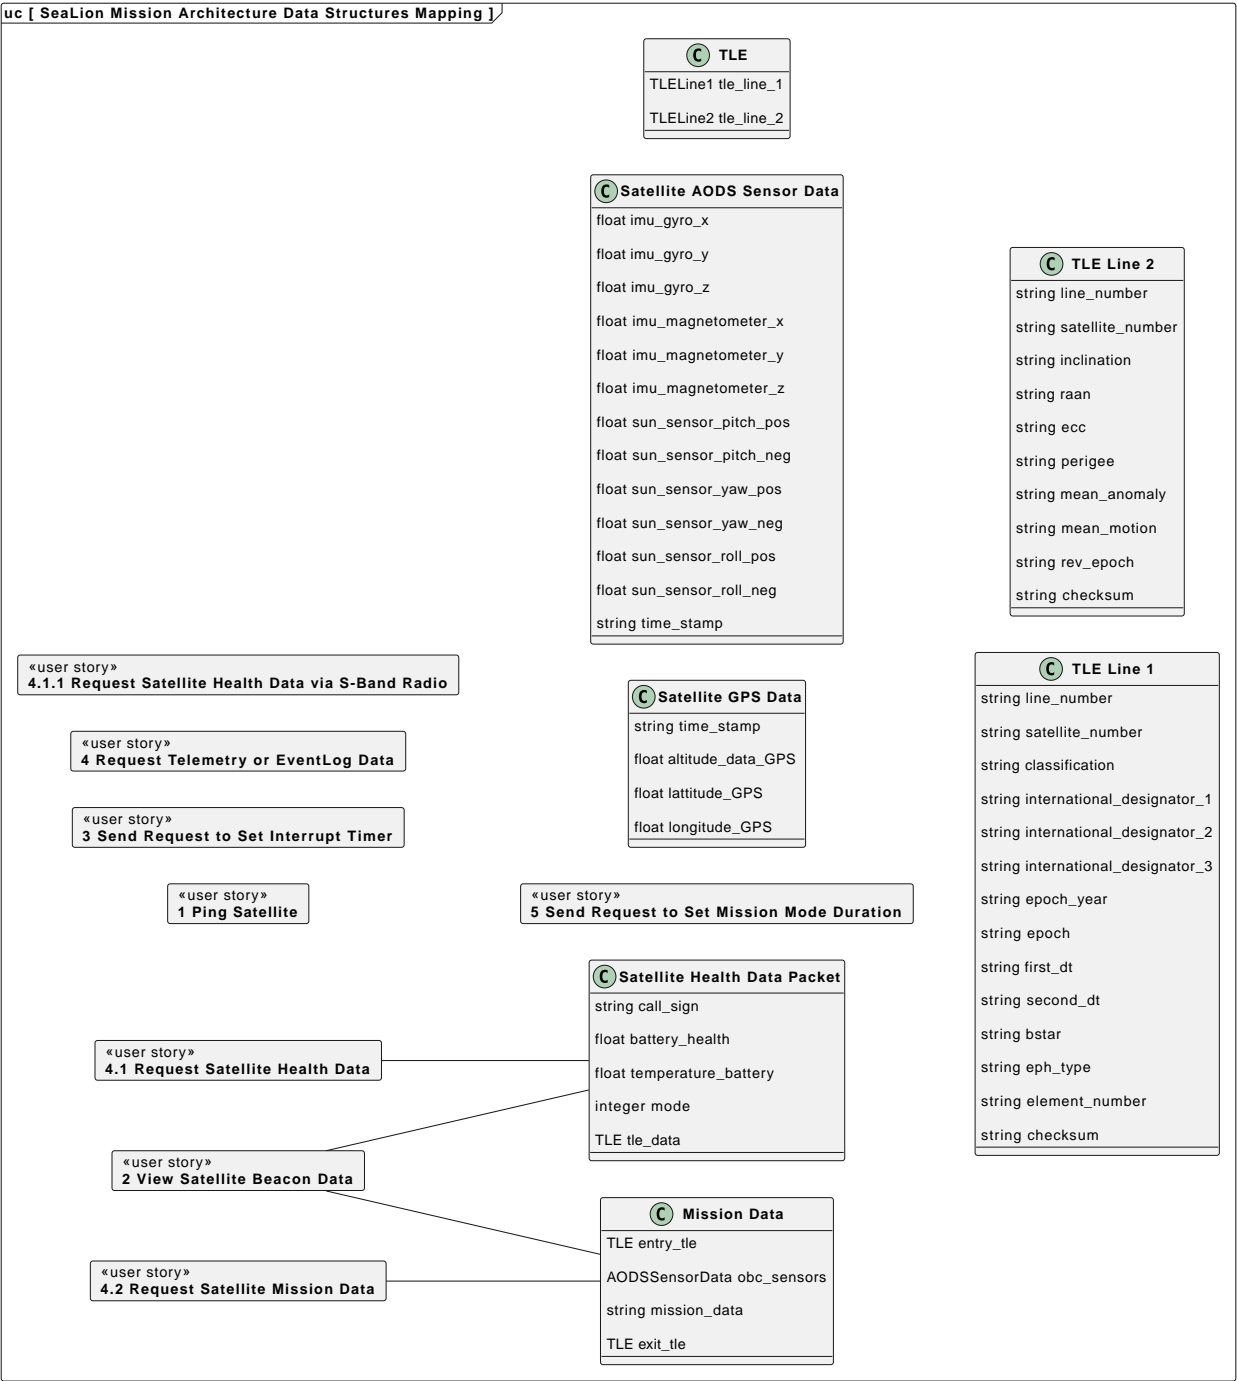 uc [ SeaLion Mission Architecture Data Structures Mapping ]
C TLE
TLELine1 tle_line_1
TLELine2 tle_line_2
C Satellite AODS Sensor Data
float imu_gyro_x
float imu_gyro_y
float imu_gyro_z
float imu_magnetometer_x
float imu_magnetometer_y
float imu_magnetometer_z
float sun_sensor_pitch_pos
float sun_sensor_pitch_neg
float sun_sensor_yaw_pos
float sun_sensor_yaw_neg
float sun_sensor_roll_pos
float sun_sensor_roll_neg
string time_stamp
C TLE Line 2
string line_number
string satellite_number
string inclination
string raan
string ecc
string perigee
string mean_anomaly
string mean_motion
string rev_epoch
string checksum
«user story»
4.1.1 Request Satellite Health Data via S-Band Radio
«user story»
4 Request Telemetry or EventLog Data
«user story»
3 Send Request to Set Interrupt Timer
«user story»
1 Ping Satellite
C Satellite GPS Data
string time_stamp
float altitude_data_GPS
float lattitude_GPS
float longitude_GPS
«user story»
5 Send Request to Set Mission Mode Duration
C TLE Line 1
string line_number
string satellite_number
string classification
string international_designator_1
string international_designator_2
string international_designator_3
string epoch_year
string epoch
string first_dt
string second_dt
string bstar
string eph_type
string element_number
string checksum
C Satellite Health Data Packet
string call_sign
float battery_health
float temperature_battery
integer mode
TLE tle_data
«user story»
4.1 Request Satellite Health Data
«user story»
2 View Satellite Beacon Data
«user story»
4.2 Request Satellite Mission Data
C Mission Data
TLE entry_tle
AODSSensorData obc_sensors
string mission_data
TLE exit_tle